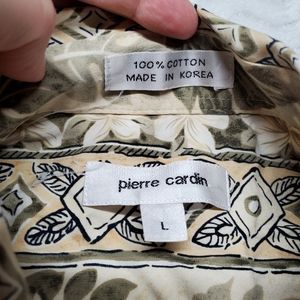 100% COTTON
MADE IN KOREA
pierre cardin
L